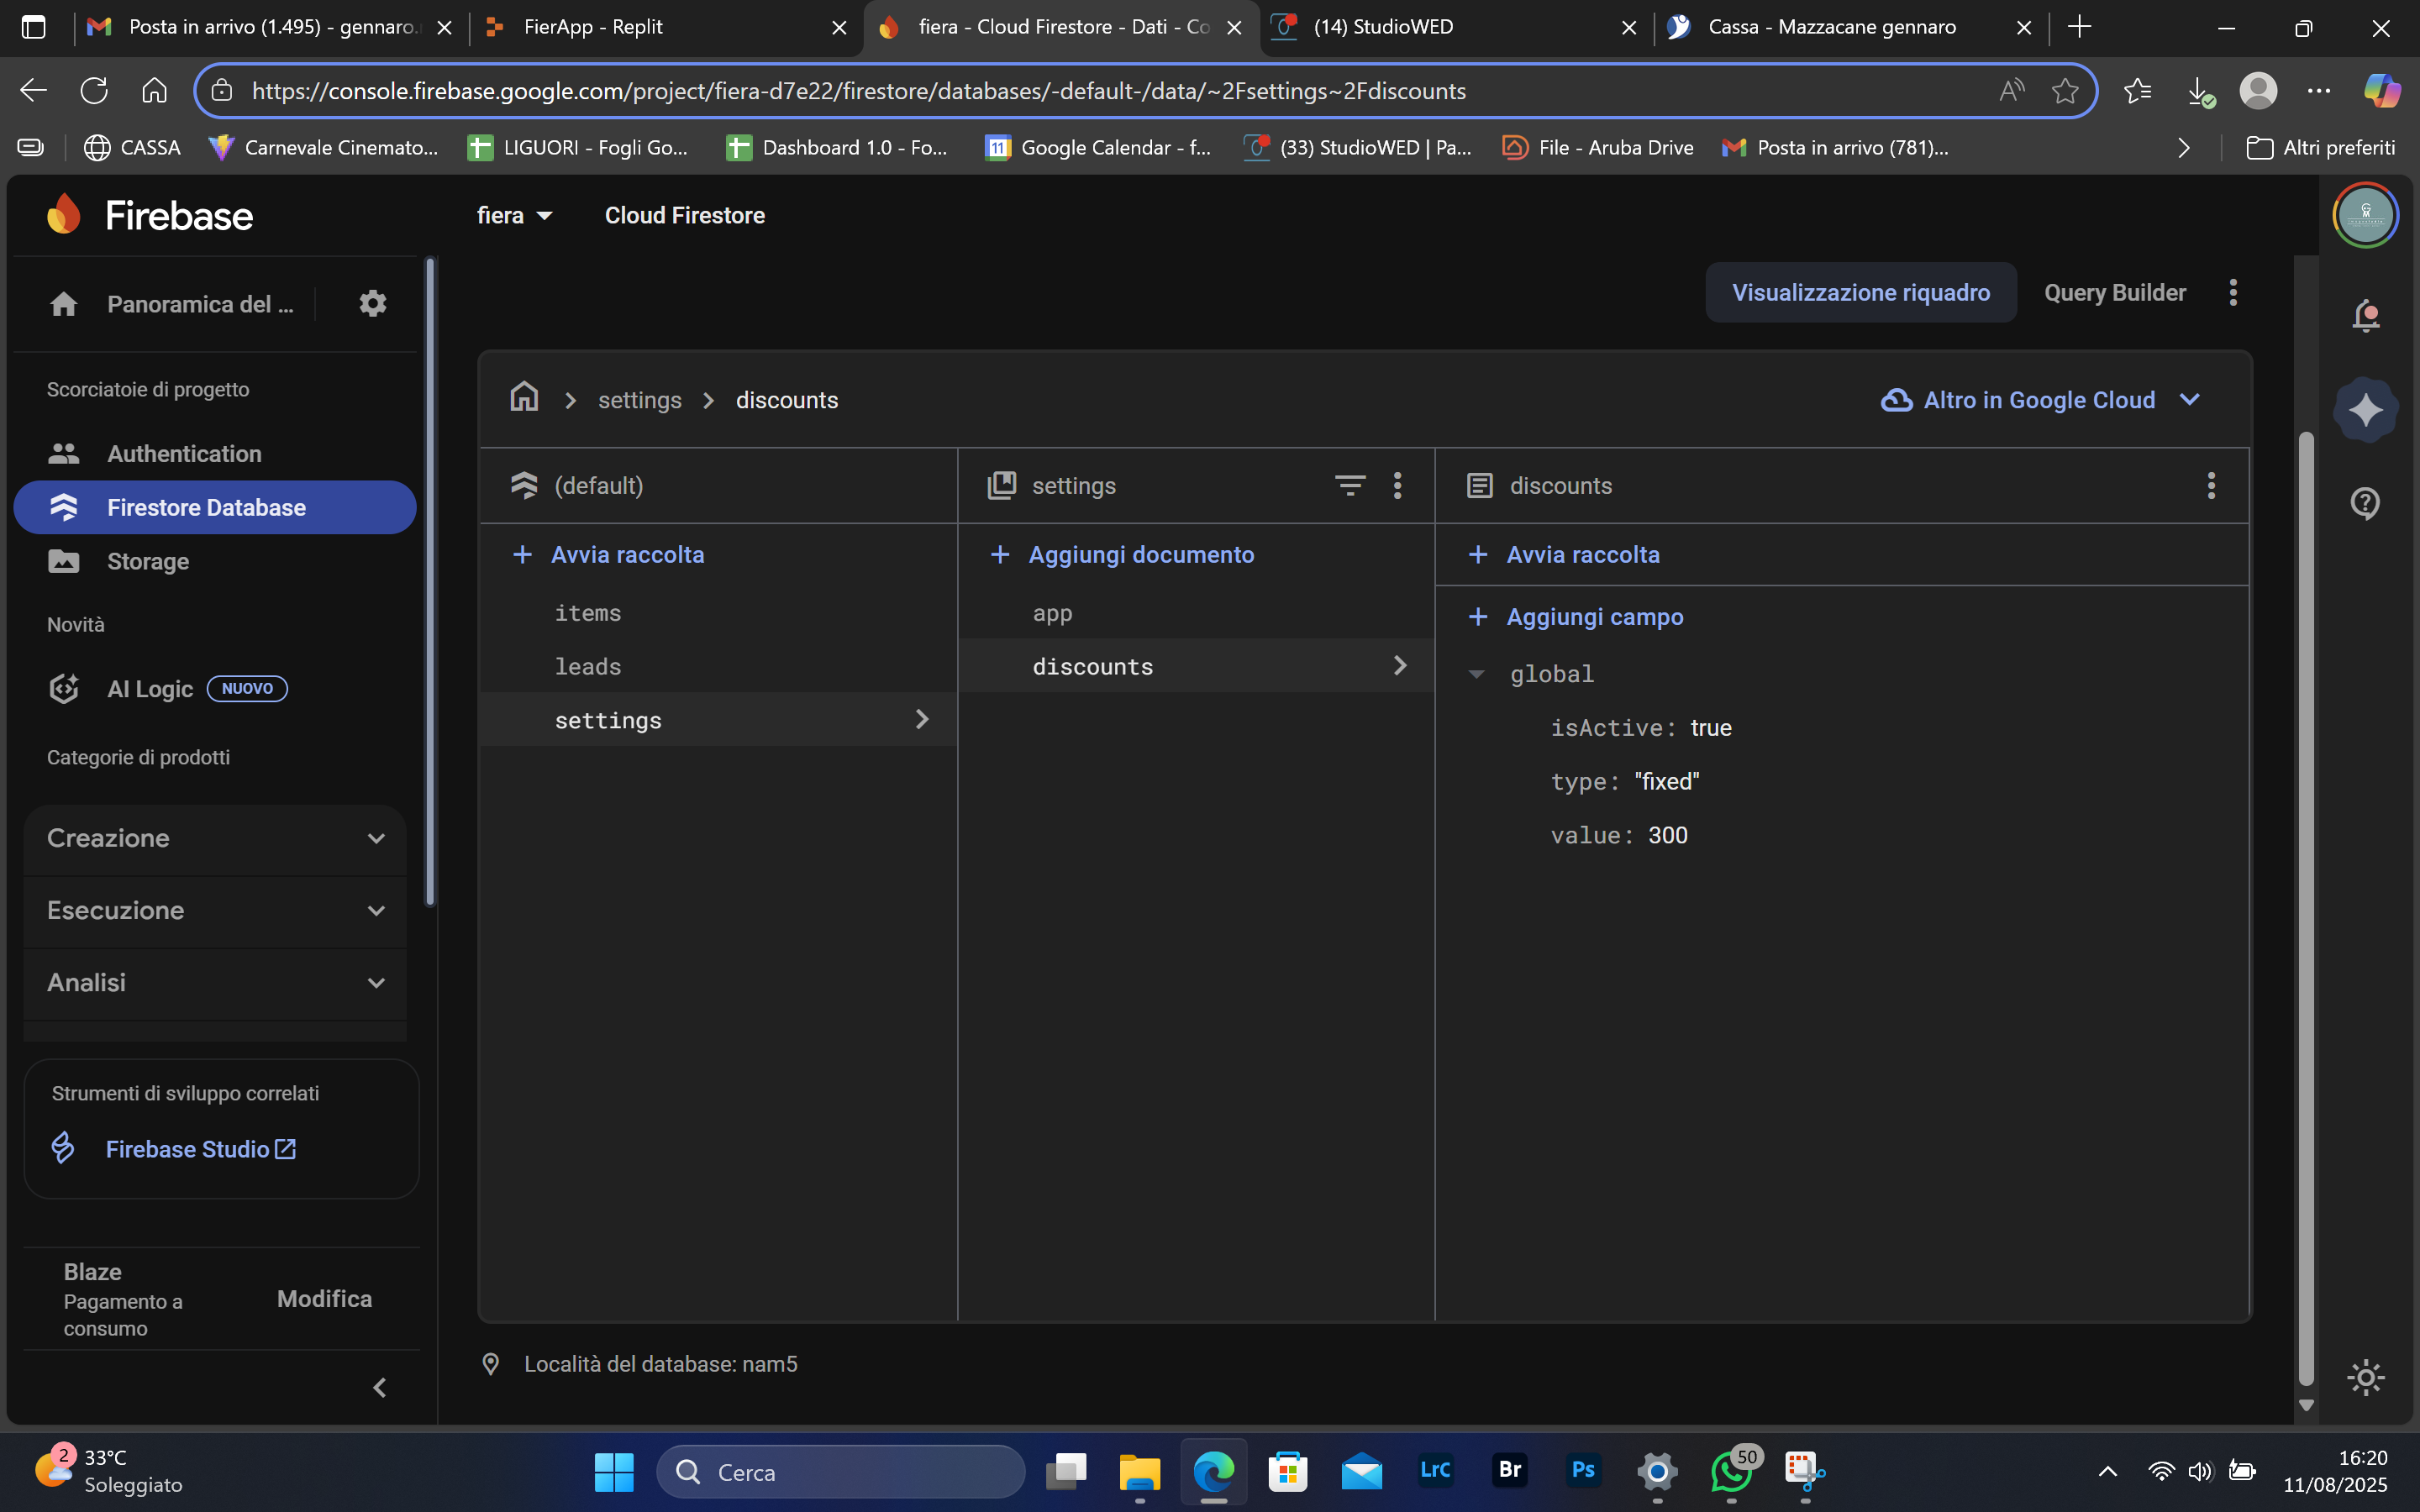 Posta in arrivo (1.495) - gennaro.
FierApp - Replit
fiera - Cloud Firestore - Dati - Co
(14) StudioWED
Cassa - Mazzacane gennaro
https://console.firebase.google.com/project/fiera-d7e22/firestore/databases/-default-/data/~2Fsettings~2Fdiscounts
CASSA
Carnevale Cinemato...
LIGUORI - Fogli Go...
Dashboard 1.0 - Fo...
Google Calendar - f...
(33) StudioWED | Pa...
File - Aruba Drive
Posta in arrivo (781)...
Altri preferiti
Firebase
fiera
Cloud Firestore
Panoramica del ...
Visualizzazione riquadro
Query Builder
Scorciatoie di progetto
Authentication
Firestore Database
Storage
Novità
AI Logic
NUOVO
Categorie di prodotti
Creazione
Esecuzione
Analisi
Strumenti di sviluppo correlati
Firebase Studio
Blaze
Pagamento a
consumo
Modifica
settings
discounts
Altro in Google Cloud
(default)
settings
discounts
Avvia raccolta
Aggiungi documento
Avvia raccolta
items
leads
settings
app
discounts
Aggiungi campo
global
isActive: true
type: "fixed"
value: 300
Località del database: nam5
2
33°C
Soleggiato
Cerca
LrC
Br
Ps
50
16:20
11/08/2025